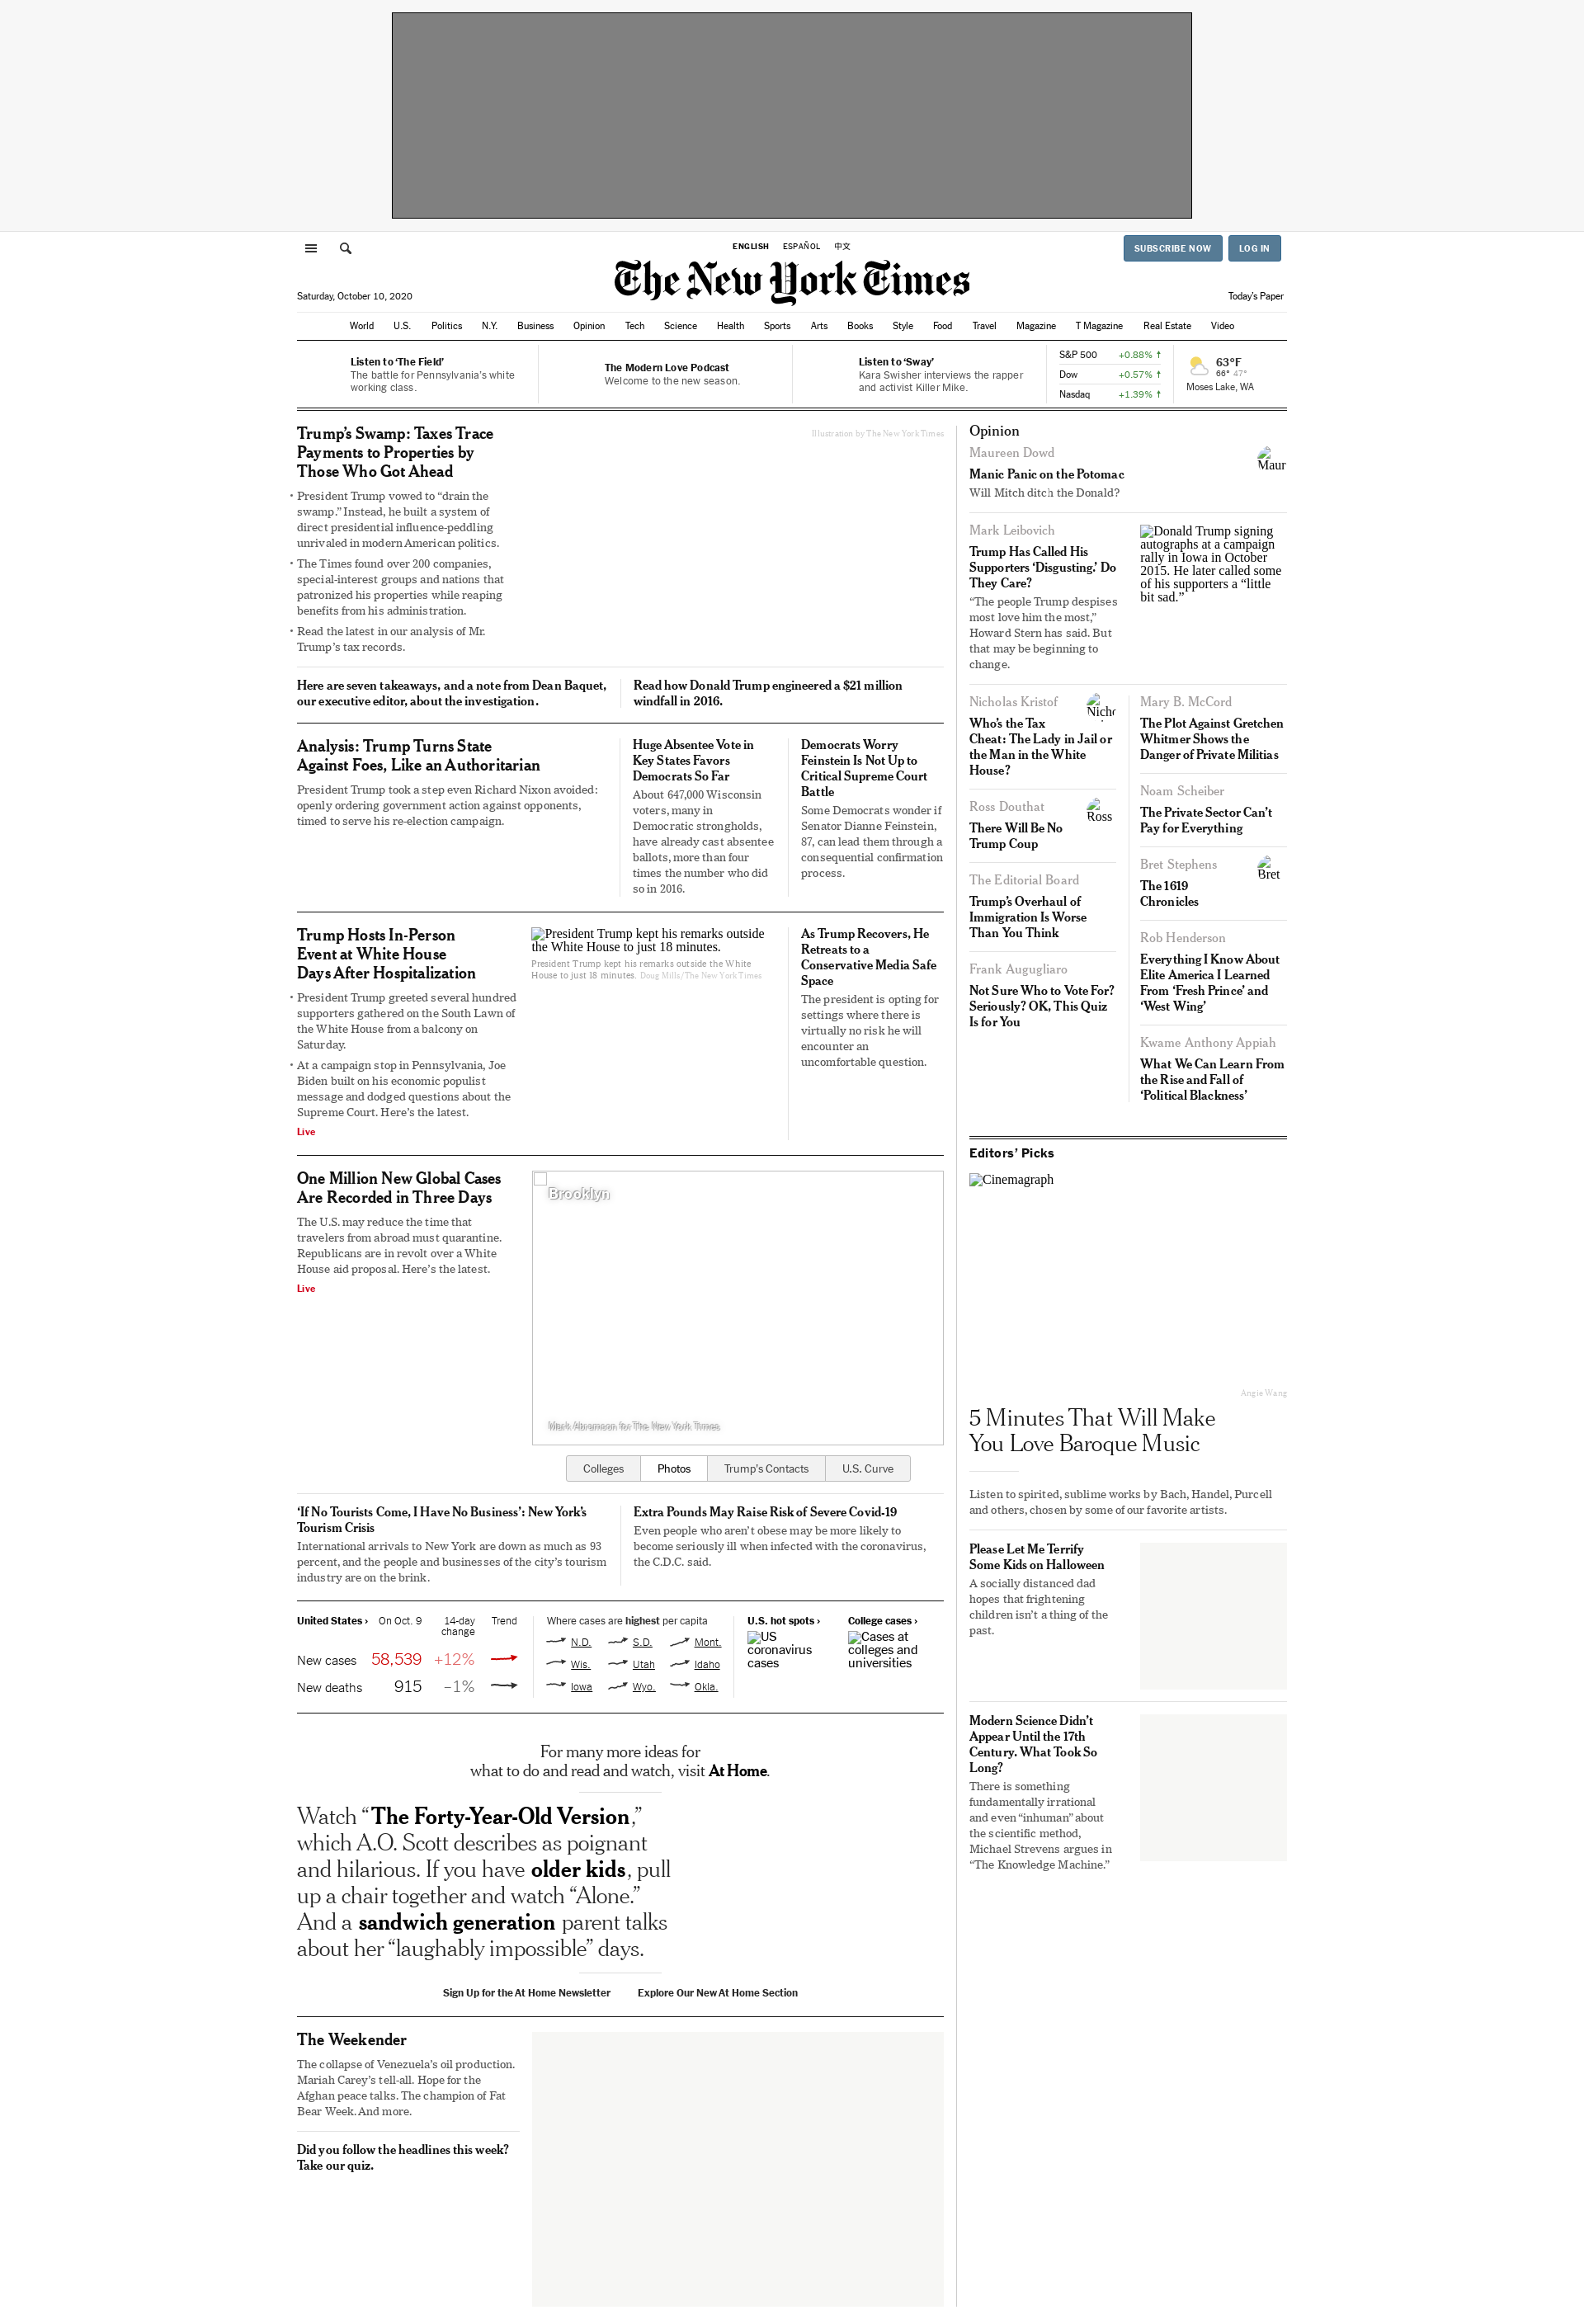 ENGLISH ESPAÑOL 中文
SUBSCRIBE NOW LOG IN
The New York Times
Saturday, October 10, 2020
Today's Paper
World U.S. Politics N.Y. Business Opinion Tech Science Health Sports Arts Books Style Food Travel Magazine T Magazine Real Estate Video
Listen to ‘The Field’
The battle for Pennsylvania’s white
working class.
The Modern Love Podcast
Welcome to the new season.
Listen to ‘Sway’
Kara Swisher interviews the rapper
and activist Killer Mike.
S&P 500 +0.88% ↑
Dow +0.57% ↑
Nasdaq +1.39% ↑
63°F
66° 47°
Moses Lake, WA
Trump’s Swamp: Taxes Trace
Payments to Properties by
Those Who Got Ahead
• President Trump vowed to “drain the
swamp.” Instead, he built a system of
direct presidential influence-peddling
unrivaled in modern American politics.
• The Times found over 200 companies,
special-interest groups and nations that
patronized his properties while reaping
benefits from his administration.
• Read the latest in our analysis of Mr.
Trump’s tax records.
Illustration by The New York Times
Here are seven takeaways, and a note from Dean Baquet,
our executive editor, about the investigation.
Read how Donald Trump engineered a $21 million
windfall in 2016.
Analysis: Trump Turns State
Against Foes, Like an Authoritarian
President Trump took a step even Richard Nixon avoided:
openly ordering government action against opponents,
timed to serve his re-election campaign.
Huge Absentee Vote in
Key States Favors
Democrats So Far
About 647,000 Wisconsin
voters, many in
Democratic strongholds,
have already cast absentee
ballots, more than four
times the number who did
so in 2016.
Democrats Worry
Feinstein Is Not Up to
Critical Supreme Court
Battle
Some Democrats wonder if
Senator Dianne Feinstein,
87, can lead them through a
consequential confirmation
process.
Trump Hosts In-Person
Event at White House
Days After Hospitalization
• President Trump greeted several hundred
supporters gathered on the South Lawn of
the White House from a balcony on
Saturday.
• At a campaign stop in Pennsylvania, Joe
Biden built on his economic populist
message and dodged questions about the
Supreme Court. Here’s the latest.
Live
President Trump kept his remarks outside
the White House to just 18 minutes.
President Trump kept his remarks outside the White
House to just 18 minutes. Doug Mills/The New York Times
As Trump Recovers, He
Retreats to a
Conservative Media Safe
Space
The president is opting for
settings where there is
virtually no risk he will
encounter an
uncomfortable question.
One Million New Global Cases
Are Recorded in Three Days
The U.S. may reduce the time that
travelers from abroad must quarantine.
Republicans are in revolt over a White
House aid proposal. Here’s the latest.
Live
Brooklyn
Mark Abramson for The New York Times
Colleges Photos Trump’s Contacts U.S. Curve
‘If No Tourists Come, I Have No Business’: New York’s
Tourism Crisis
International arrivals to New York are down as much as 93
percent, and the people and businesses of the city’s tourism
industry are on the brink.
Extra Pounds May Raise Risk of Severe Covid-19
Even people who aren’t obese may be more likely to
become seriously ill when infected with the coronavirus,
the C.D.C. said.
United States › On Oct. 9 14-day
change Trend
New cases 58,539 +12%
New deaths 915 –1%
Where cases are highest per capita
N.D. S.D. Mont.
Wis. Utah Idaho
Iowa Wyo. Okla.
U.S. hot spots ›
US
coronavirus
cases
College cases ›
Cases at
colleges and
universities
For many more ideas for
what to do and read and watch, visit At Home.
Watch “The Forty-Year-Old Version,”
which A.O. Scott describes as poignant
and hilarious. If you have older kids, pull
up a chair together and watch “Alone.”
And a sandwich generation parent talks
about her “laughably impossible” days.
Sign Up for the At Home Newsletter Explore Our New At Home Section
The Weekender
The collapse of Venezuela’s oil production.
Mariah Carey’s tell-all. Hope for the
Afghan peace talks. The champion of Fat
Bear Week. And more.
Did you follow the headlines this week?
Take our quiz.
Opinion
Maureen Dowd
Manic Panic on the Potomac
Will Mitch ditch the Donald?
Maur
Mark Leibovich
Trump Has Called His
Supporters ‘Disgusting.’ Do
They Care?
“The people Trump despises
most love him the most,”
Howard Stern has said. But
that may be beginning to
change.
Donald Trump signing
autographs at a campaign
rally in Iowa in October
2015. He later called some
of his supporters a “little
bit sad.”
Nicholas Kristof
Who’s the Tax
Cheat: The Lady in Jail or
the Man in the White
House?
Nicho
Ross Douthat
There Will Be No
Trump Coup
Ross
The Editorial Board
Trump’s Overhaul of
Immigration Is Worse
Than You Think
Frank Augugliaro
Not Sure Who to Vote For?
Seriously? OK, This Quiz
Is for You
Mary B. McCord
The Plot Against Gretchen
Whitmer Shows the
Danger of Private Militias
Noam Scheiber
The Private Sector Can’t
Pay for Everything
Bret Stephens
The 1619
Chronicles
Bret
Rob Henderson
Everything I Know About
Elite America I Learned
From ‘Fresh Prince’ and
‘West Wing’
Kwame Anthony Appiah
What We Can Learn From
the Rise and Fall of
‘Political Blackness’
Editors’ Picks
Cinemagraph
Angie Wang
5 Minutes That Will Make
You Love Baroque Music
Listen to spirited, sublime works by Bach, Handel, Purcell
and others, chosen by some of our favorite artists.
Please Let Me Terrify
Some Kids on Halloween
A socially distanced dad
hopes that frightening
children isn’t a thing of the
past.
Modern Science Didn’t
Appear Until the 17th
Century. What Took So
Long?
There is something
fundamentally irrational
and even “inhuman” about
the scientific method,
Michael Strevens argues in
“The Knowledge Machine.”